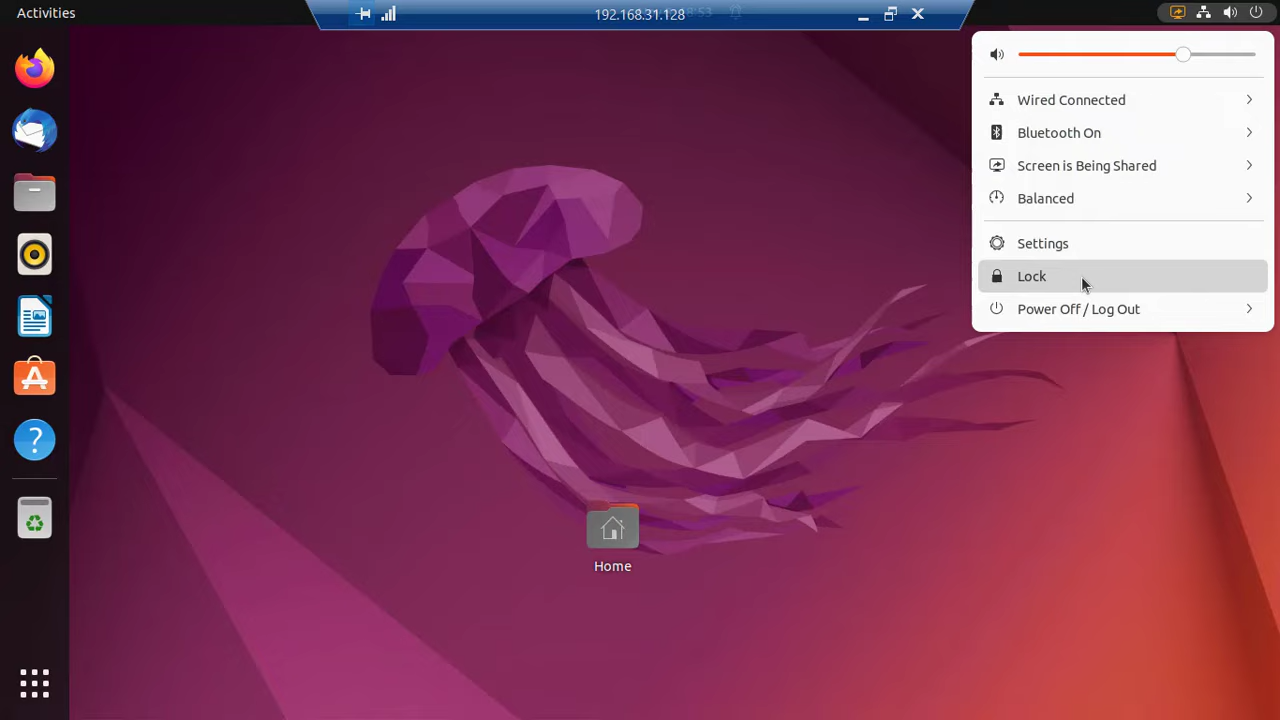 Activities
192.168.31.128
Wired Connected
Bluetooth On
Screen is Being Shared
Balanced
Settings
Lock
Power Off / Log Out
Home